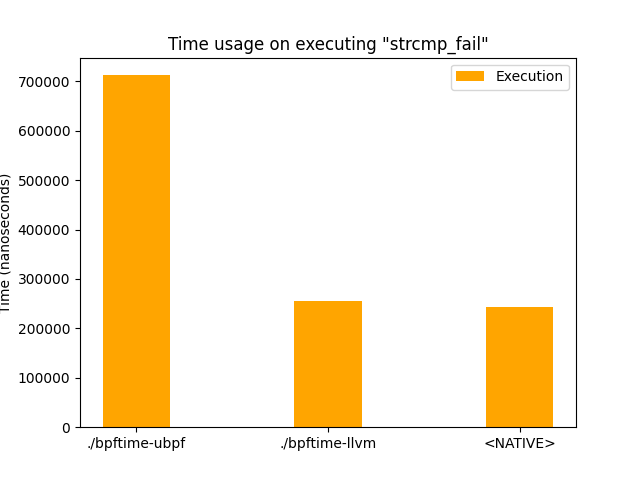 Time usage on executing "strcmp_fail"
Execution
Time (nanoseconds)
700000
600000
500000
400000
300000
200000
100000
0
./bpftime-ubpf
./bpftime-llvm
<NATIVE>